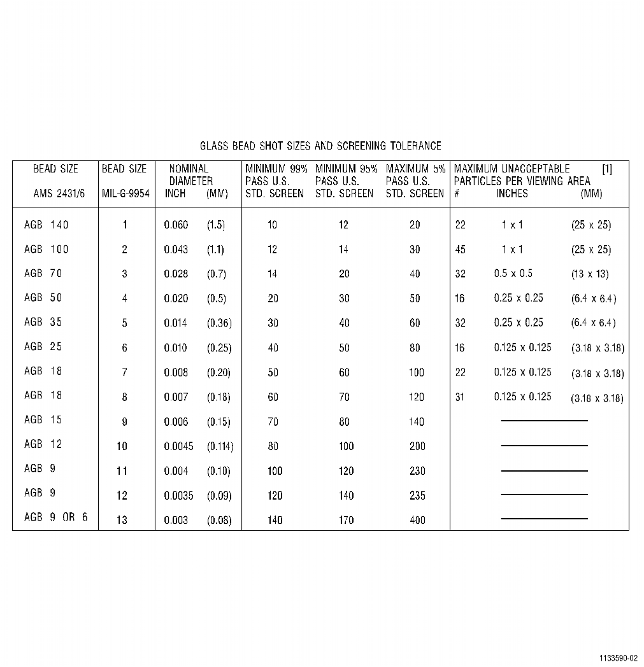 GLASS BEAD SHOT SIZES AND SCREENING TOLERANCE
BEAD SIZE BEAD SIZE NOMINAL MINIMUM 99% MINIMUM 95% MAXIMUM 5% MAXIMUM UNACCEPTABLE [1]
DIAMETER PASS U.S. PASS U.S. PASS U.S. PARTICLES PER VIEWING AREA
AMS 2431/6 MIL-G-9954 INCH (MM) STD. SCREEN STD. SCREEN STD. SCREEN # INCHES (MM)
AGB 140 1 0.060 (1.5) 10 12 20 22 1 x 1 (25 x 25)
AGB 100 2 0.043 (1.1) 12 14 30 45 1 x 1 (25 x 25)
AGB 70 3 0.028 (0.7) 14 20 40 32 0.5 x 0.5 (13 x 13)
AGB 50 4 0.020 (0.5) 20 30 50 16 0.25 x 0.25 (6.4 x 6.4)
AGB 35 5 0.014 (0.36) 30 40 60 32 0.25 x 0.25 (6.4 x 6.4)
AGB 25 6 0.010 (0.25) 40 50 80 16 0.125 x 0.125 (3.18 x 3.18)
AGB 18 7 0.008 (0.20) 50 60 100 22 0.125 x 0.125 (3.18 x 3.18)
AGB 18 8 0.007 (0.18) 60 70 120 31 0.125 x 0.125 (3.18 x 3.18)
AGB 15 9 0.006 (0.15) 70 80 140
AGB 12 10 0.0045 (0.114) 80 100 200
AGB 9 11 0.004 (0.10) 100 120 230
AGB 9 12 0.0035 (0.09) 120 140 235
AGB 9 OR 6 13 0.003 (0.08) 140 170 400
1133590-02